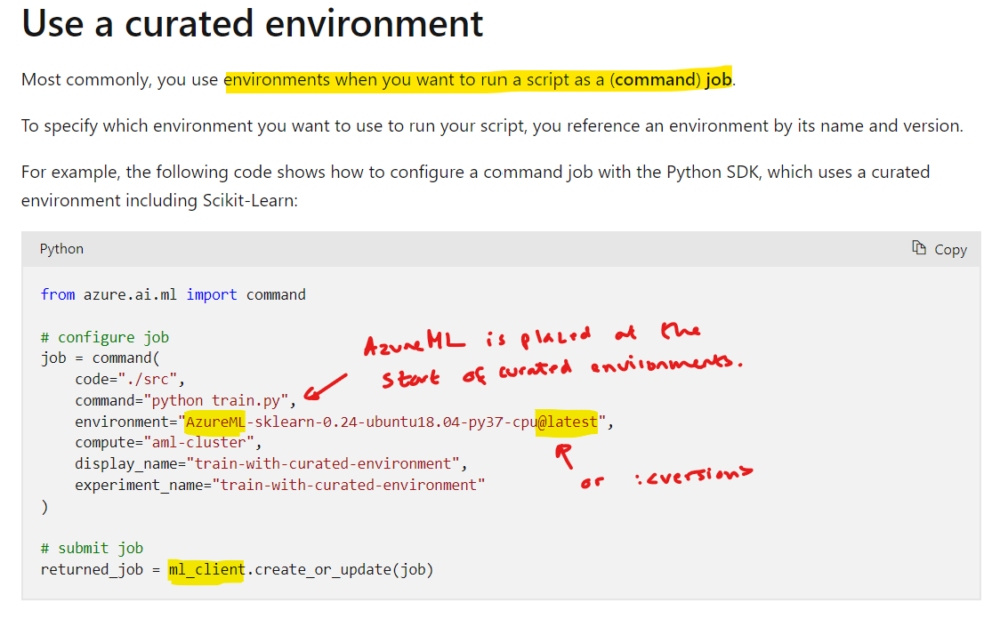 Use a curated environment
Most commonly, you use environments when you want to run a script as a (command) job.
To specify which environment you want to use to run your script, you reference an environment by its name and version.
For example, the following code shows how to configure a command job with the Python SDK, which uses a curated
environment including Scikit-Learn:
Python
Copy
from azure.ai.ml import command
# configure job
job = command(
    code="./src",
    command="python train.py",
    environment="AzureML-sklearn-0.24-ubuntu18.04-py37-cpu@latest",
    compute="aml-cluster",
    display_name="train-with-curated-environment",
    experiment_name="train-with-curated-environment"
)
AzureML is placed at the
start of curated environments.
or :<version>
# submit job
returned_job = ml_client.create_or_update(job)